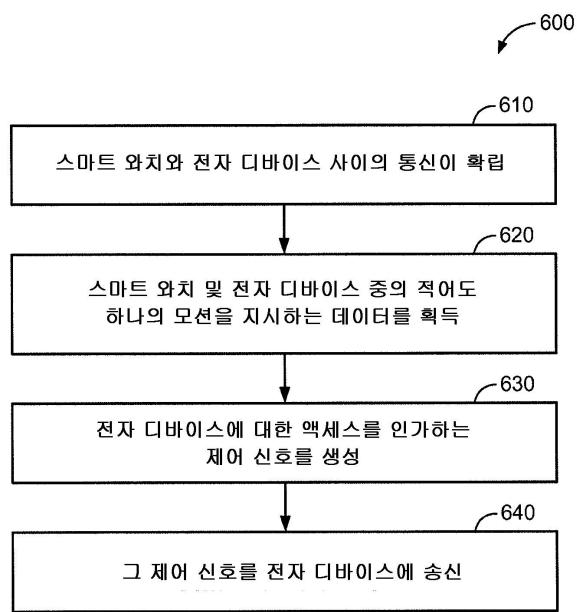 600
610
스마트 와치와 전자 디바이스 사이의 통신이 확립
620
스마트 와치 및 전자 디바이스 중의 적어도
하나의 모션을 지시하는 데이터를 획득
630
전자 디바이스에 대한 액세스를 인가하는
제어 신호를 생성
640
그 제어 신호를 전자 디바이스에 송신